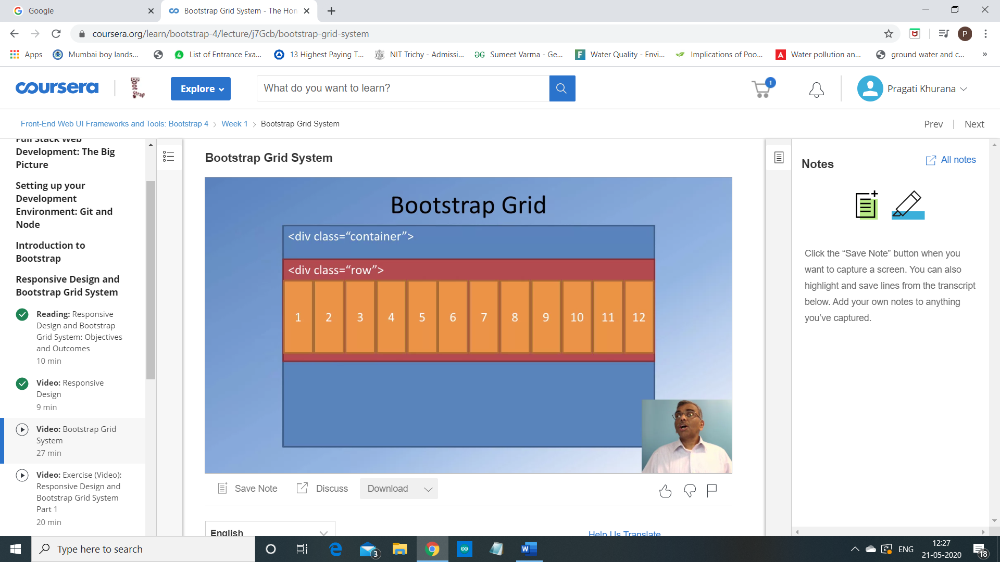 Google
Bootstrap Grid System - The Hon
coursera.org/learn/bootstrap-4/lecture/j7Gcb/bootstrap-grid-system
P
Apps
Mumbai boy lands...
4
List of Entrance Exa...
13 Highest Paying T...
NIT Trichy - Admissi...
Sumeet Varma - Ge...
F
Water Quality - Envi...
Implications of Poo...
A
Water pollution an...
ground water and c...
»
coursera
Bootstrap
Explore
What do you want to learn?
1
Pragati Khurana
Front-End Web UI Frameworks and Tools: Bootstrap 4 > Week 1 > Bootstrap Grid System
Prev | Next
Full Stack Web
Development: The Big
Picture
Setting up your
Development
Environment: Git and
Node
Introduction to
Bootstrap
Responsive Design and
Bootstrap Grid System
Reading: Responsive
Design and Bootstrap
Grid System: Objectives
and Outcomes
10 min
Video: Responsive
Design
9 min
Video: Bootstrap Grid
System
27 min
Video: Exercise (Video):
Responsive Design and
Bootstrap Grid System
Part 1
20 min
Bootstrap Grid System
Bootstrap Grid
<div class=“container”>
<div class=“row”>
1 2 3 4 5 6 7 8 9 10 11 12
Save Note
Discuss
Download
English
Help Us Translate
Notes
All notes
Click the “Save Note” button when you
want to capture a screen. You can also
highlight and save lines from the transcript
below. Add your own notes to anything
you’ve captured.
Type here to search
3
W
ENG
12:27
21-05-2020
18